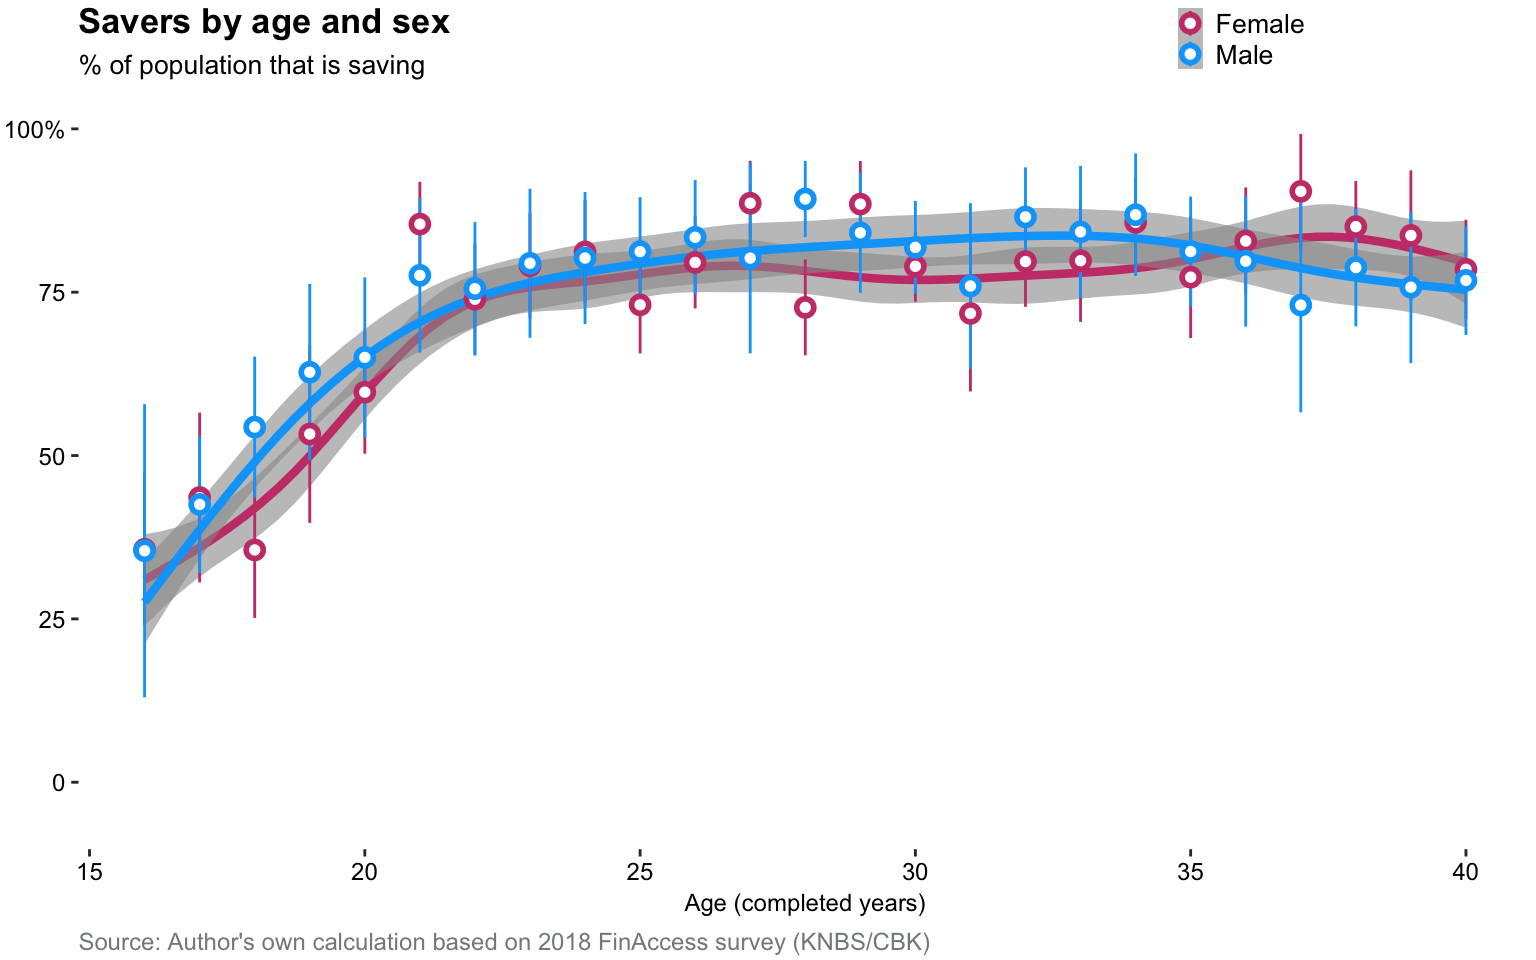 Savers by age and sex
% of population that is saving
Female
Male
100%
75
50
25
0
15 20 25 30 35 40
Age (completed years)
Source: Author's own calculation based on 2018 FinAccess survey (KNBS/CBK)